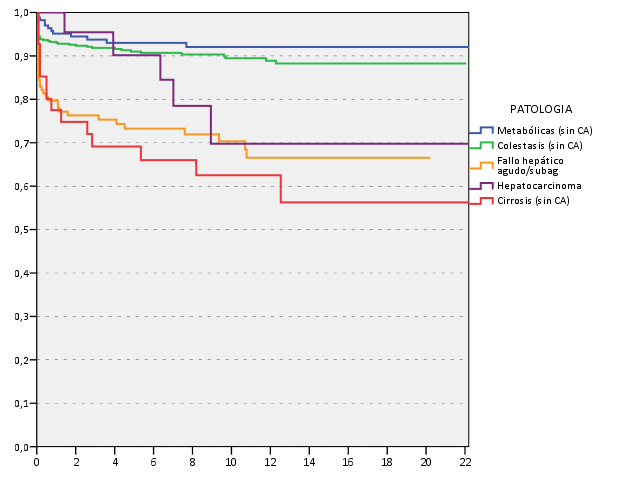 1,0
0,9
0,8
0,7
0,6
0,5
0,4
0,3
0,2
0,1
0,0
0 2 4 6 8 10 12 14 16 18 20 22
PATOLOGIA
Metabólicas (sin CA)
Colestasis (sin CA)
Fallo hepático
agudo/subag
Hepatocarcinoma
Cirrosis (sin CA)